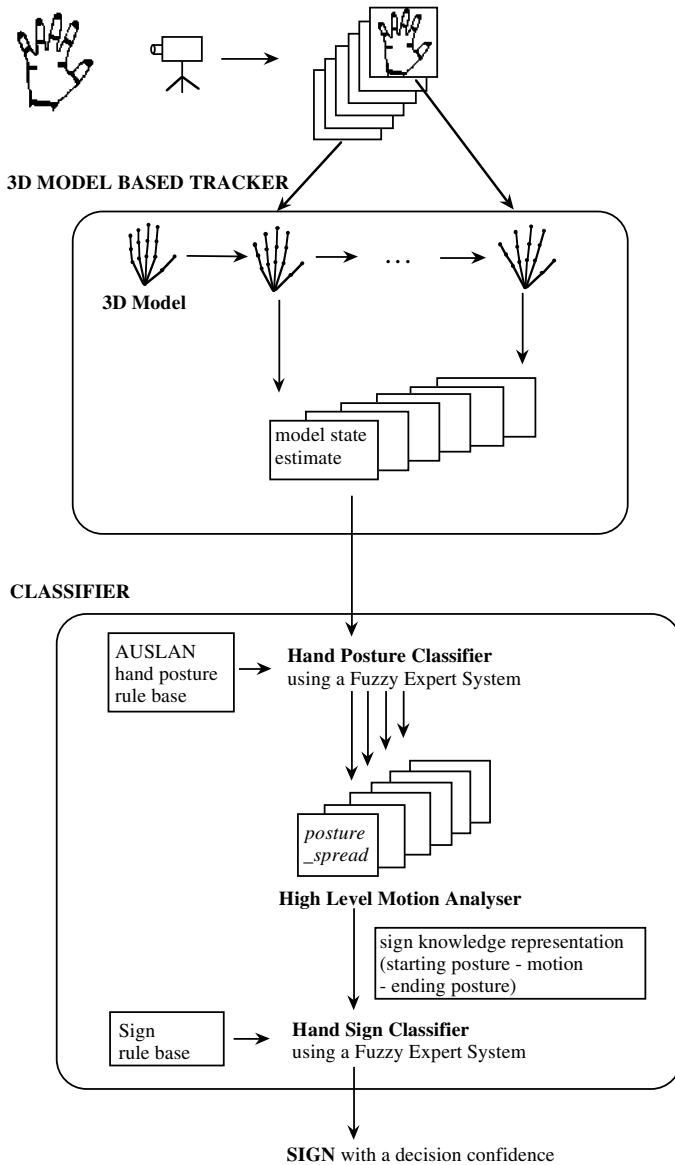 3D MODEL BASED TRACKER
...
3D Model
model state
estimate
CLASSIFIER
AUSLAN
hand posture
rule base
Hand Posture Classifier
using a Fuzzy Expert System
posture
_spread
High Level Motion Analyser
sign knowledge representation
(starting posture - motion
- ending posture)
Sign
rule base
Hand Sign Classifier
using a Fuzzy Expert System
SIGN with a decision confidence